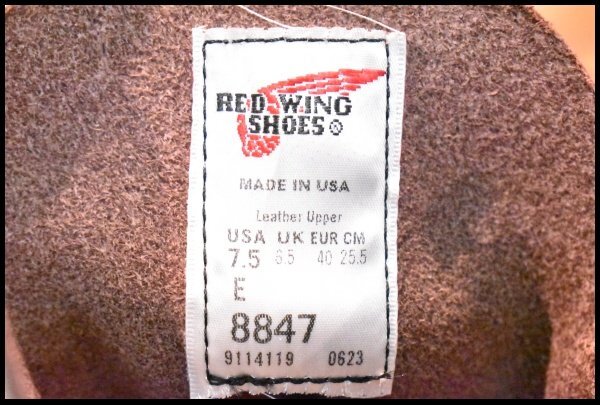 RED WING
SHOES®
MADE IN USA
Leather Upper
USA UK EUR CM
7.5 6.5 40 25.5
E
8847
9114119 0623